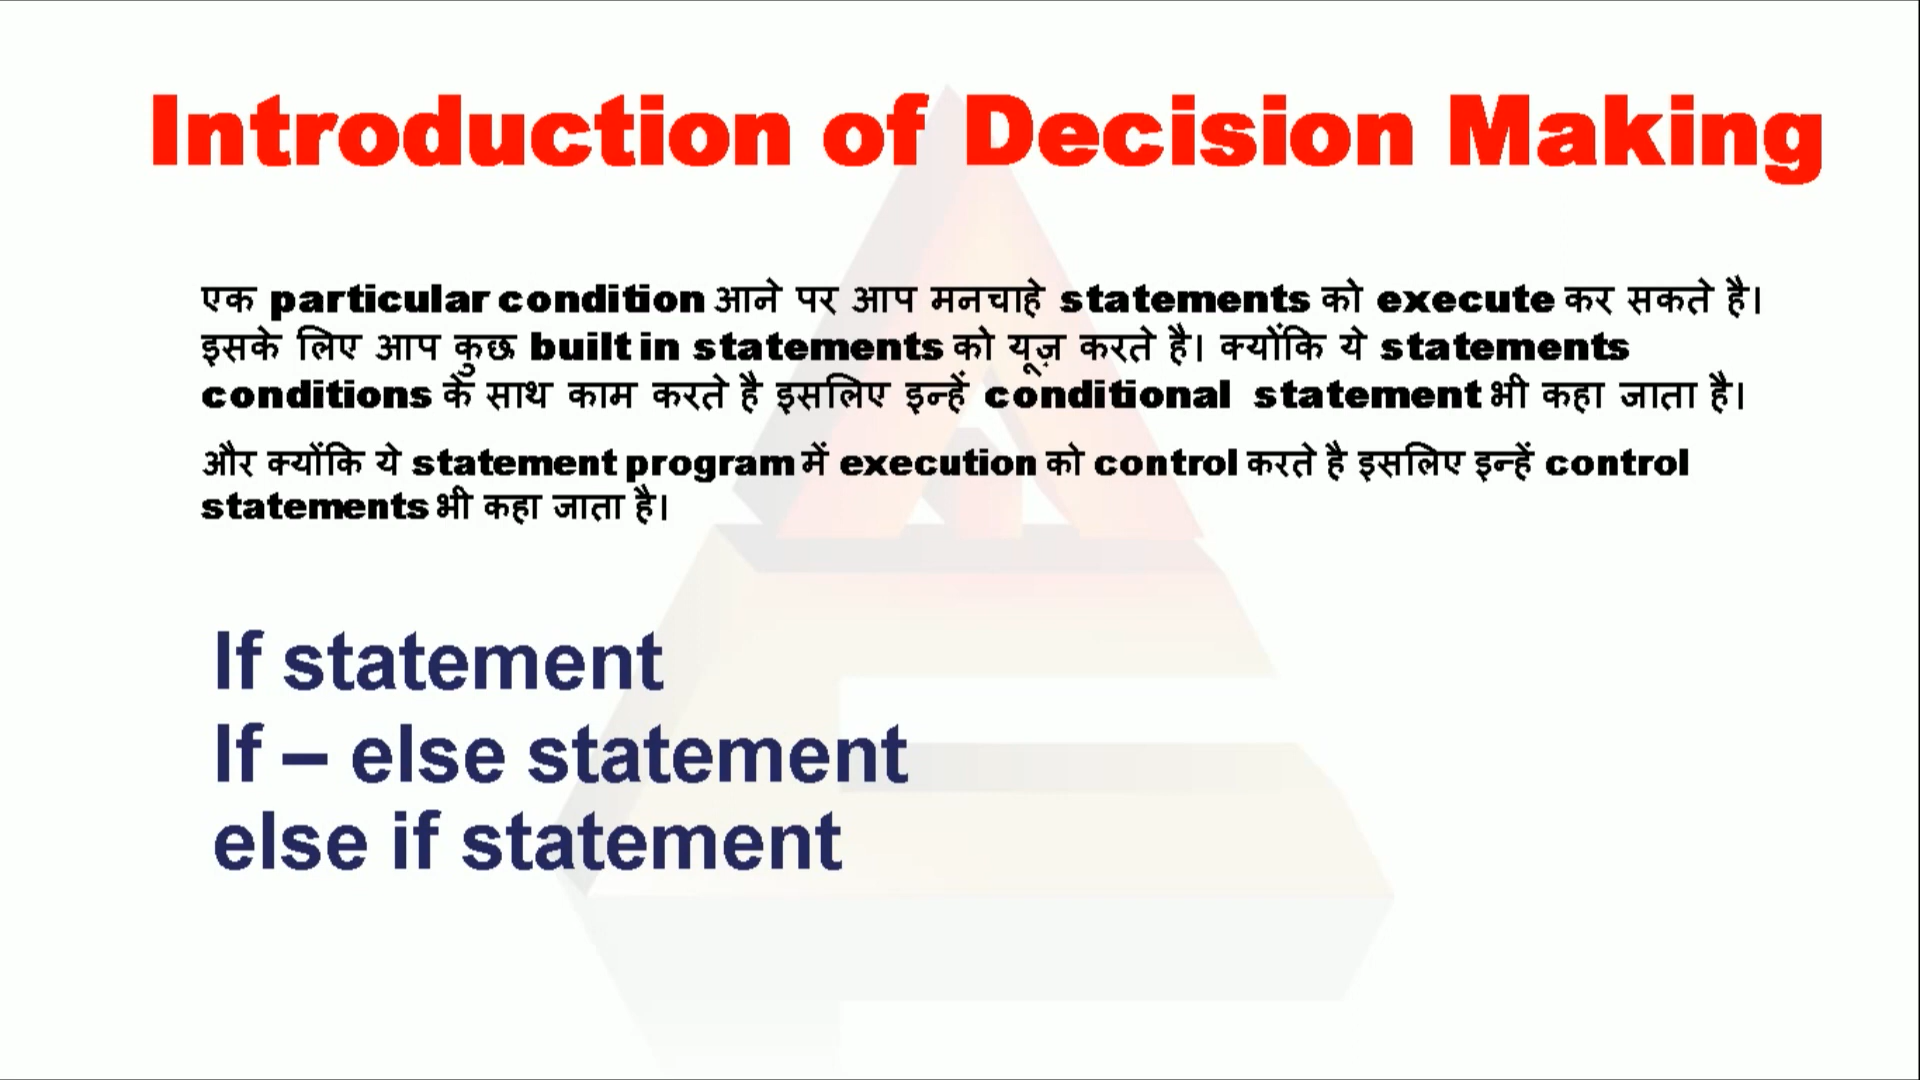 Introduction of Decision Making
एक particular condition आने पर आप मनचाहे statements को execute कर सकते है।
इसके लिए आप कुछ built in statements को यूज़ करते है। क्योंकि ये statements
conditions के साथ काम करते है इसलिए इन्हें conditional statement भी कहा जाता है।
और क्योंकि ये statement program में execution को control करते है इसलिए इन्हें control
statements भी कहा जाता है।
If statement
If – else statement
else if statement